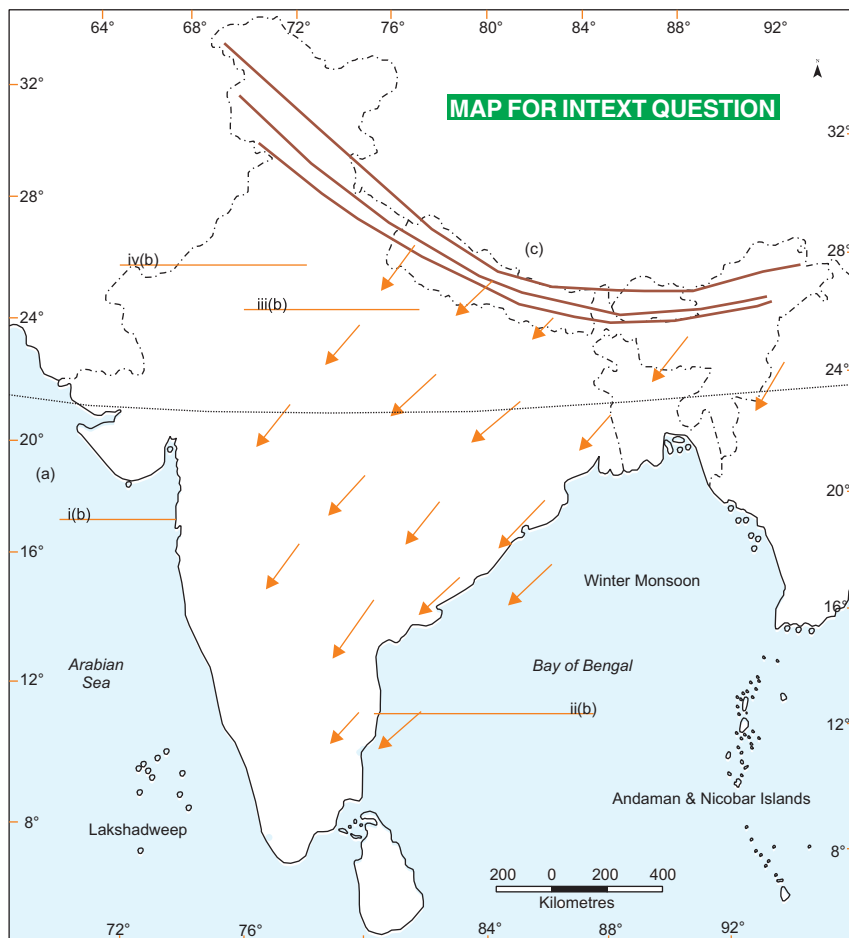 64° 68° 72° 76° 80° 84° 88° 92°
N
32°
MAP FOR INTEXT QUESTION
32°
28°
(c)
28°
iv(b)
iii(b)
24°
24°
20°
(a)
20°
i(b)
16°
Winter Monsoon
16°
Arabian
Sea
Bay of Bengal
12°
ii(b)
12°
Andaman & Nicobar Islands
8°
Lakshadweep
8°
200 0 200 400
Kilometres
72° 76° 84° 88° 92°